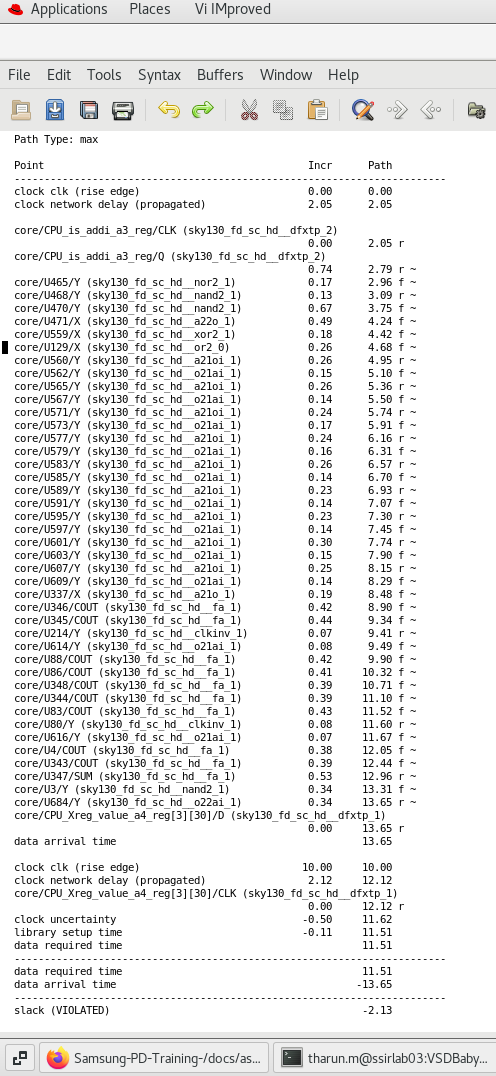 Applications Places Vi IMproved
File Edit Tools Syntax Buffers Window Help
Path Type: max
Point Incr Path
--------------------------------------------------------------------
clock clk (rise edge) 0.00 0.00
clock network delay (propagated) 2.05 2.05
core/CPU_is_addi_a3_reg/CLK (sky130_fd_sc_hd__dfxtp_2)
0.00 2.05 r
core/CPU_is_addi_a3_reg/Q (sky130_fd_sc_hd__dfxtp_2)
0.74 2.79 r ~
core/U465/Y (sky130_fd_sc_hd__nor2_1) 0.17 2.96 f ~
core/U468/Y (sky130_fd_sc_hd__nand2_1) 0.13 3.09 r ~
core/U470/Y (sky130_fd_sc_hd__nand2_1) 0.67 3.75 f ~
core/U471/X (sky130_fd_sc_hd__a22o_1) 0.49 4.24 f ~
core/U559/X (sky130_fd_sc_hd__xor2_1) 0.18 4.42 f ~
core/U129/X (sky130_fd_sc_hd__or2_0) 0.26 4.68 f ~
core/U560/Y (sky130_fd_sc_hd__a21oi_1) 0.26 4.95 r ~
core/U562/Y (sky130_fd_sc_hd__o21ai_1) 0.15 5.10 f ~
core/U565/Y (sky130_fd_sc_hd__a21oi_1) 0.26 5.36 r ~
core/U567/Y (sky130_fd_sc_hd__o21ai_1) 0.14 5.50 f ~
core/U571/Y (sky130_fd_sc_hd__a21oi_1) 0.24 5.74 r ~
core/U573/Y (sky130_fd_sc_hd__o21ai_1) 0.17 5.91 f ~
core/U577/Y (sky130_fd_sc_hd__a21oi_1) 0.24 6.16 r ~
core/U579/Y (sky130_fd_sc_hd__o21ai_1) 0.16 6.31 f ~
core/U583/Y (sky130_fd_sc_hd__a21oi_1) 0.26 6.57 r ~
core/U585/Y (sky130_fd_sc_hd__o21ai_1) 0.14 6.70 f ~
core/U589/Y (sky130_fd_sc_hd__a21oi_1) 0.23 6.93 r ~
core/U591/Y (sky130_fd_sc_hd__o21ai_1) 0.14 7.07 f ~
core/U595/Y (sky130_fd_sc_hd__a21oi_1) 0.23 7.30 r ~
core/U597/Y (sky130_fd_sc_hd__o21ai_1) 0.14 7.45 f ~
core/U601/Y (sky130_fd_sc_hd__a21oi_1) 0.30 7.74 r ~
core/U603/Y (sky130_fd_sc_hd__o21ai_1) 0.15 7.90 f ~
core/U607/Y (sky130_fd_sc_hd__a21oi_1) 0.25 8.15 r ~
core/U609/Y (sky130_fd_sc_hd__o21ai_1) 0.14 8.29 f ~
core/U337/X (sky130_fd_sc_hd__a21o_1) 0.19 8.48 f ~
core/U346/COUT (sky130_fd_sc_hd__fa_1) 0.42 8.90 f ~
core/U345/COUT (sky130_fd_sc_hd__fa_1) 0.44 9.34 f ~
core/U214/Y (sky130_fd_sc_hd__clkinv_1) 0.07 9.41 r ~
core/U614/Y (sky130_fd_sc_hd__o21ai_1) 0.08 9.49 f ~
core/U88/COUT (sky130_fd_sc_hd__fa_1) 0.42 9.90 f ~
core/U86/COUT (sky130_fd_sc_hd__fa_1) 0.41 10.32 f ~
core/U348/COUT (sky130_fd_sc_hd__fa_1) 0.39 10.71 f ~
core/U344/COUT (sky130_fd_sc_hd__fa_1) 0.39 11.10 f ~
core/U83/COUT (sky130_fd_sc_hd__fa_1) 0.43 11.52 f ~
core/U80/Y (sky130_fd_sc_hd__clkinv_1) 0.08 11.60 r ~
core/U616/Y (sky130_fd_sc_hd__o21ai_1) 0.07 11.67 f ~
core/U4/COUT (sky130_fd_sc_hd__fa_1) 0.38 12.05 f ~
core/U343/COUT (sky130_fd_sc_hd__fa_1) 0.39 12.44 f ~
core/U347/SUM (sky130_fd_sc_hd__fa_1) 0.53 12.96 r ~
core/U3/Y (sky130_fd_sc_hd__nand2_1) 0.34 13.31 f ~
core/U684/Y (sky130_fd_sc_hd__o22ai_1) 0.34 13.65 r ~
core/CPU_Xreg_value_a4_reg[3][30]/D (sky130_fd_sc_hd__dfxtp_1)
0.00 13.65 r
data arrival time 13.65
clock clk (rise edge) 10.00 10.00
clock network delay (propagated) 2.12 12.12
core/CPU_Xreg_value_a4_reg[3][30]/CLK (sky130_fd_sc_hd__dfxtp_1)
0.00 12.12 r
clock uncertainty -0.50 11.62
library setup time -0.11 11.51
data required time 11.51
--------------------------------------------------------------------
data required time 11.51
data arrival time -13.65
--------------------------------------------------------------------
slack (VIOLATED) -2.13
Samsung-PD-Training-/docs/as... tharun.m@ssirlab03:VSDBaby...